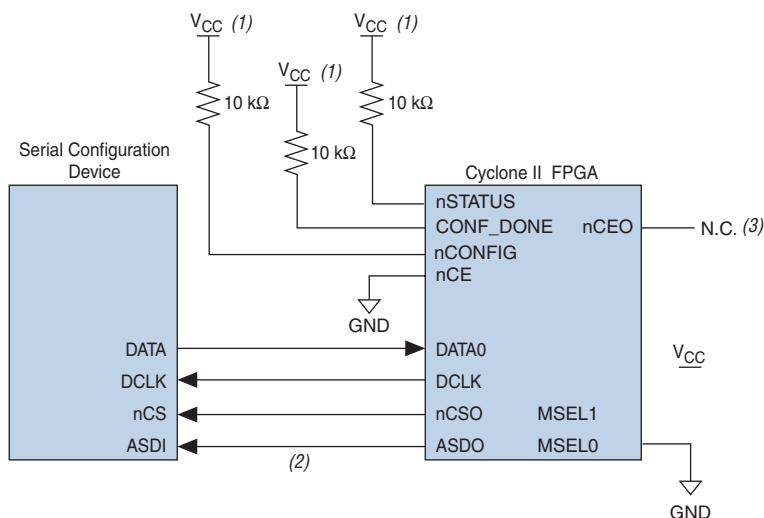 VCC (1)
VCC (1)
VCC (1)
10 kΩ
10 kΩ
10 kΩ
Serial Configuration
Device
Cyclone II FPGA
nSTATUS
CONF_DONE
nCEO
N.C. (3)
nCONFIG
nCE
GND
DATA
DATA0
VCC
DCLK
DCLK
nCS
nCSO
MSEL1
ASDI
(2)
ASDO
MSEL0
GND